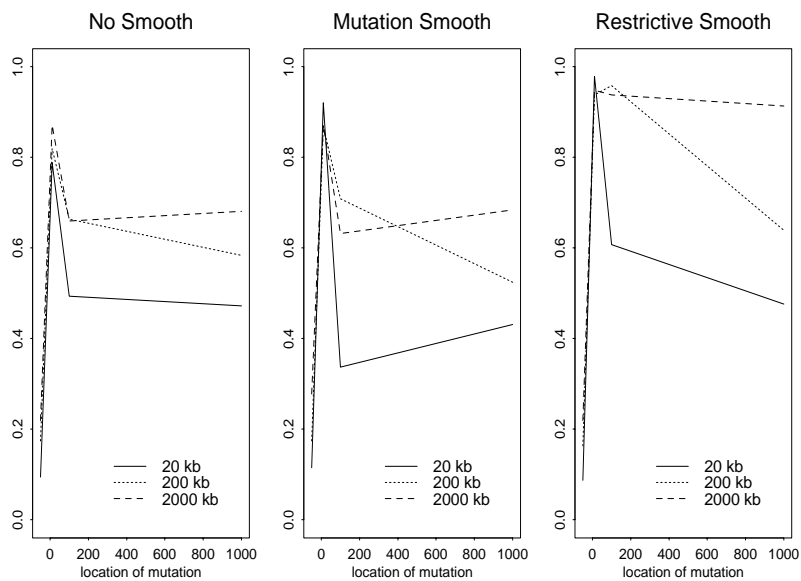 No Smooth
1.0
0.8
0.6
0.4
0.2
0.0
20 kb
200 kb
2000 kb
0 200 400 600 800 1000
location of mutation
Mutation Smooth
1.0
0.8
0.6
0.4
0.2
0.0
20 kb
200 kb
2000 kb
0 200 400 600 800 1000
location of mutation
Restrictive Smooth
1.0
0.8
0.6
0.4
0.2
0.0
20 kb
200 kb
2000 kb
0 200 400 600 800 1000
location of mutation